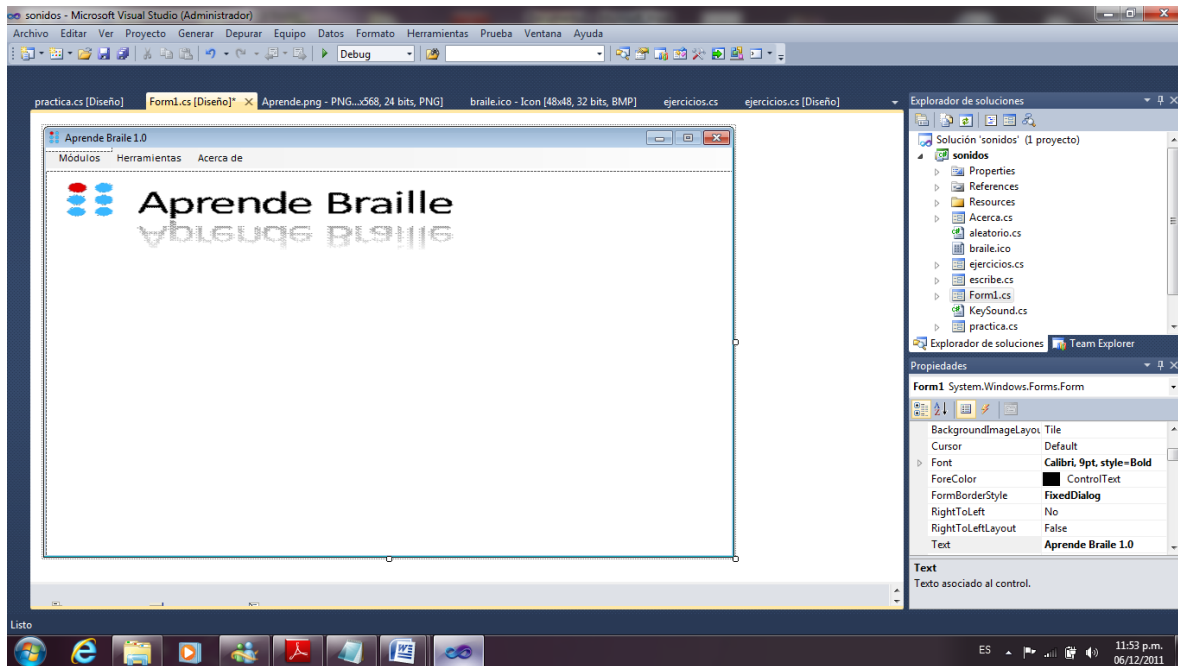 sonidos - Microsoft Visual Studio (Administrador)
Archivo Editar Ver Proyecto Generar Depurar Equipo Datos Formato Herramientas Prueba Ventana Ayuda
Debug
practica.cs [Diseño] Form1.cs [Diseño]* Aprende.png - PNG...x568, 24 bits, PNG] braile.ico - Icon [48x48, 32 bits, BMP] ejercicios.cs ejercicios.cs [Diseño]
Aprende Braile 1.0
Módulos Herramientas Acerca de
Aprende Braille
Explorador de soluciones
Solución 'sonidos' (1 proyecto)
sonidos
Properties
References
Resources
Acerca.cs
aleatorio.cs
braile.ico
ejercicios.cs
escribe.cs
Form1.cs
KeySound.cs
practica.cs
Explorador de soluciones Team Explorer
Propiedades
Form1 System.Windows.Forms.Form
BackgroundImageLayou Tile
Cursor Default
Font Calibri, 9pt, style=Bold
ForeColor ControlText
FormBorderStyle FixedDialog
RightToLeft No
RightToLeftLayout False
Text Aprende Braile 1.0
Text
Texto asociado al control.
Listo
ES 11:53 p.m.
06/12/2011